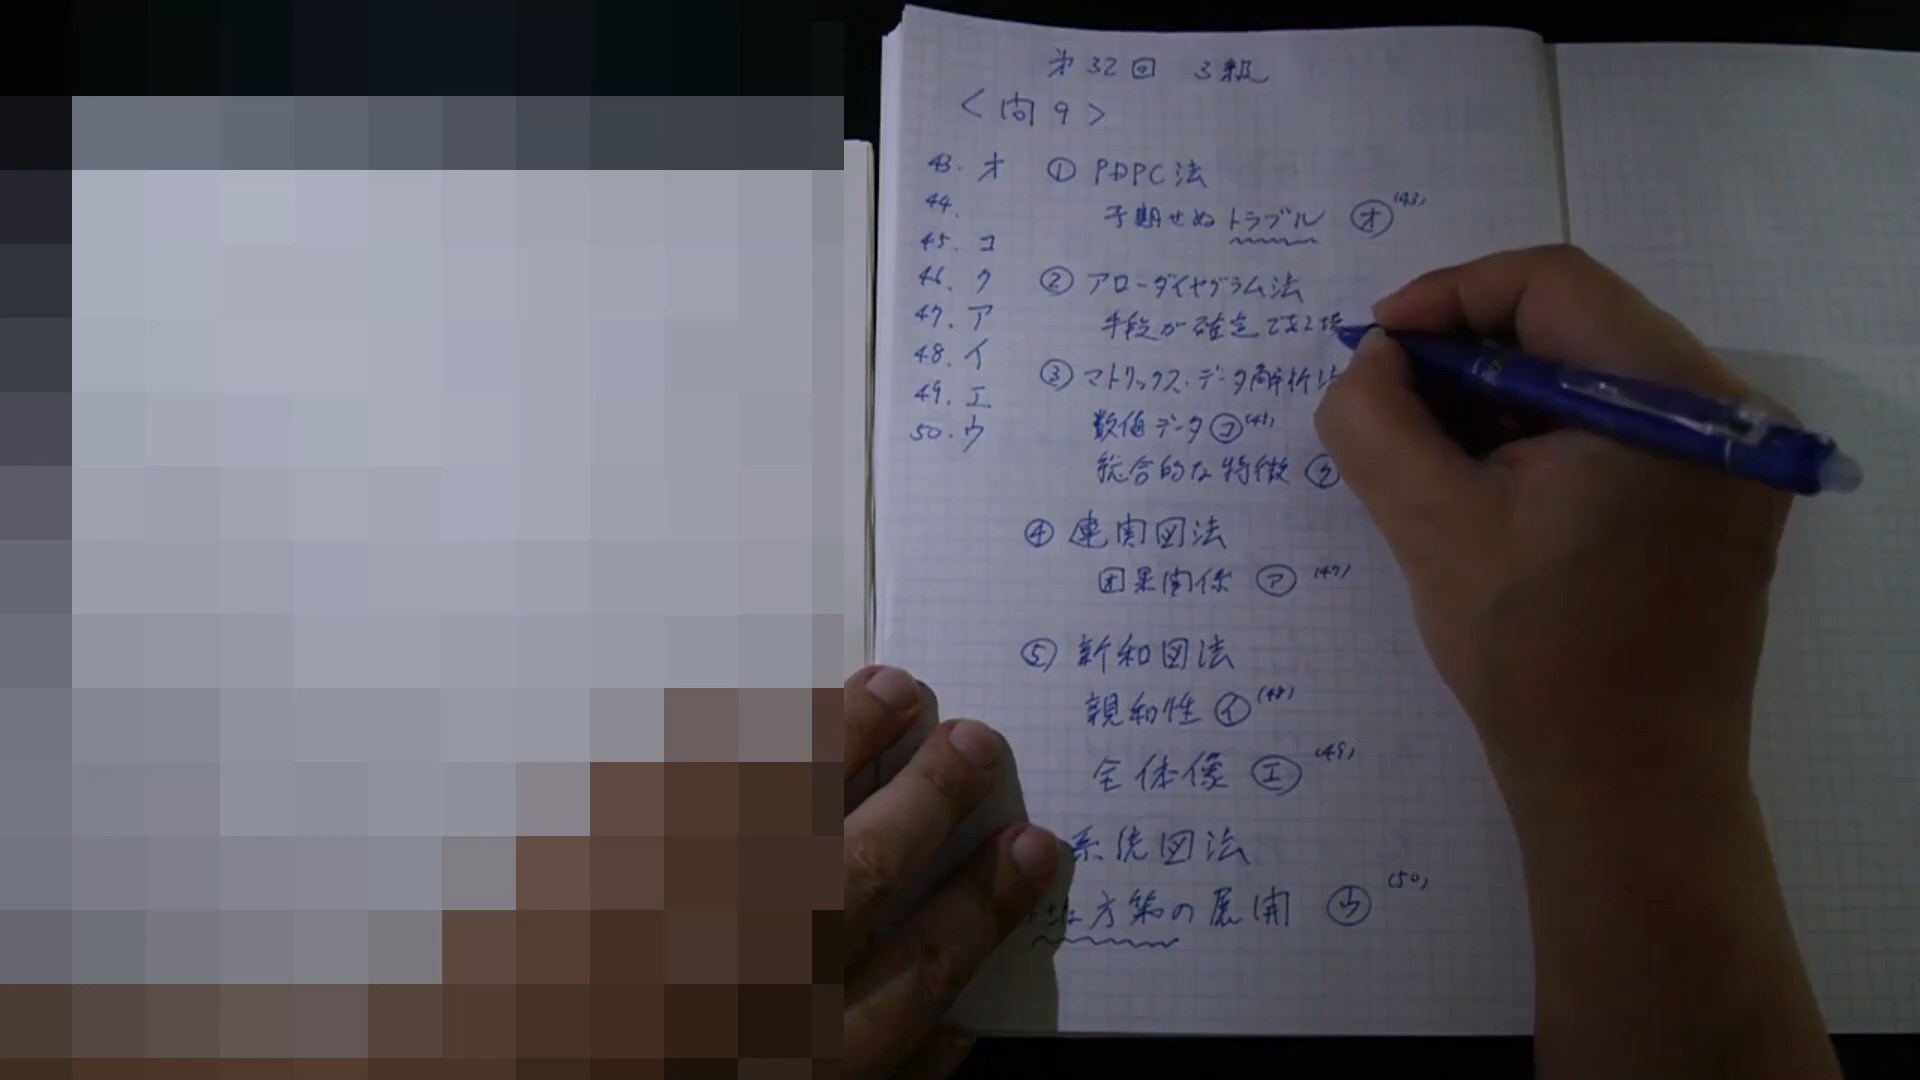 第32回 3級
<問9>
43. オ
44.
45. コ
46. ク
47. ア
48. イ
49. エ
50. ウ
① PDPC法
予期せぬトラブル オ (43)
② アローダイヤグラム法
手段が確定
③ マトリックス・データ解析法
数値データ コ (45)
総合的な特徴 ク
④ 連関図法
因果関係 ア (47)
⑤ 新和図法
親和性 イ (48)
全体像 エ (49)
系統図法
方策の展開 ウ (50)